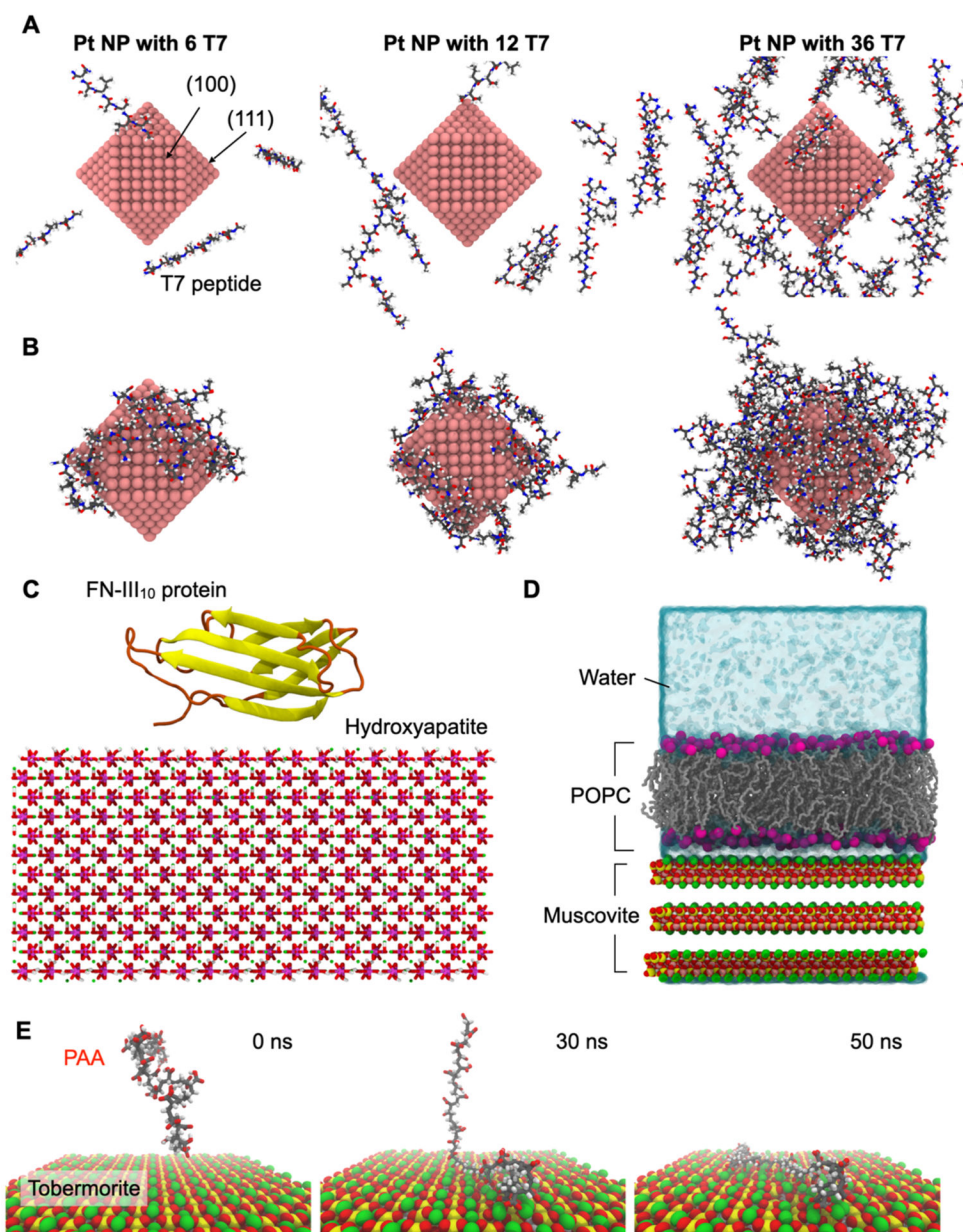 A
Pt NP with 6 T7
Pt NP with 12 T7
Pt NP with 36 T7
(100)
(111)
T7 peptide
B
C
FN-III₁₀ protein
Hydroxyapatite
D
Water
POPC
Muscovite
E
PAA
0 ns
30 ns
50 ns
Tobermorite